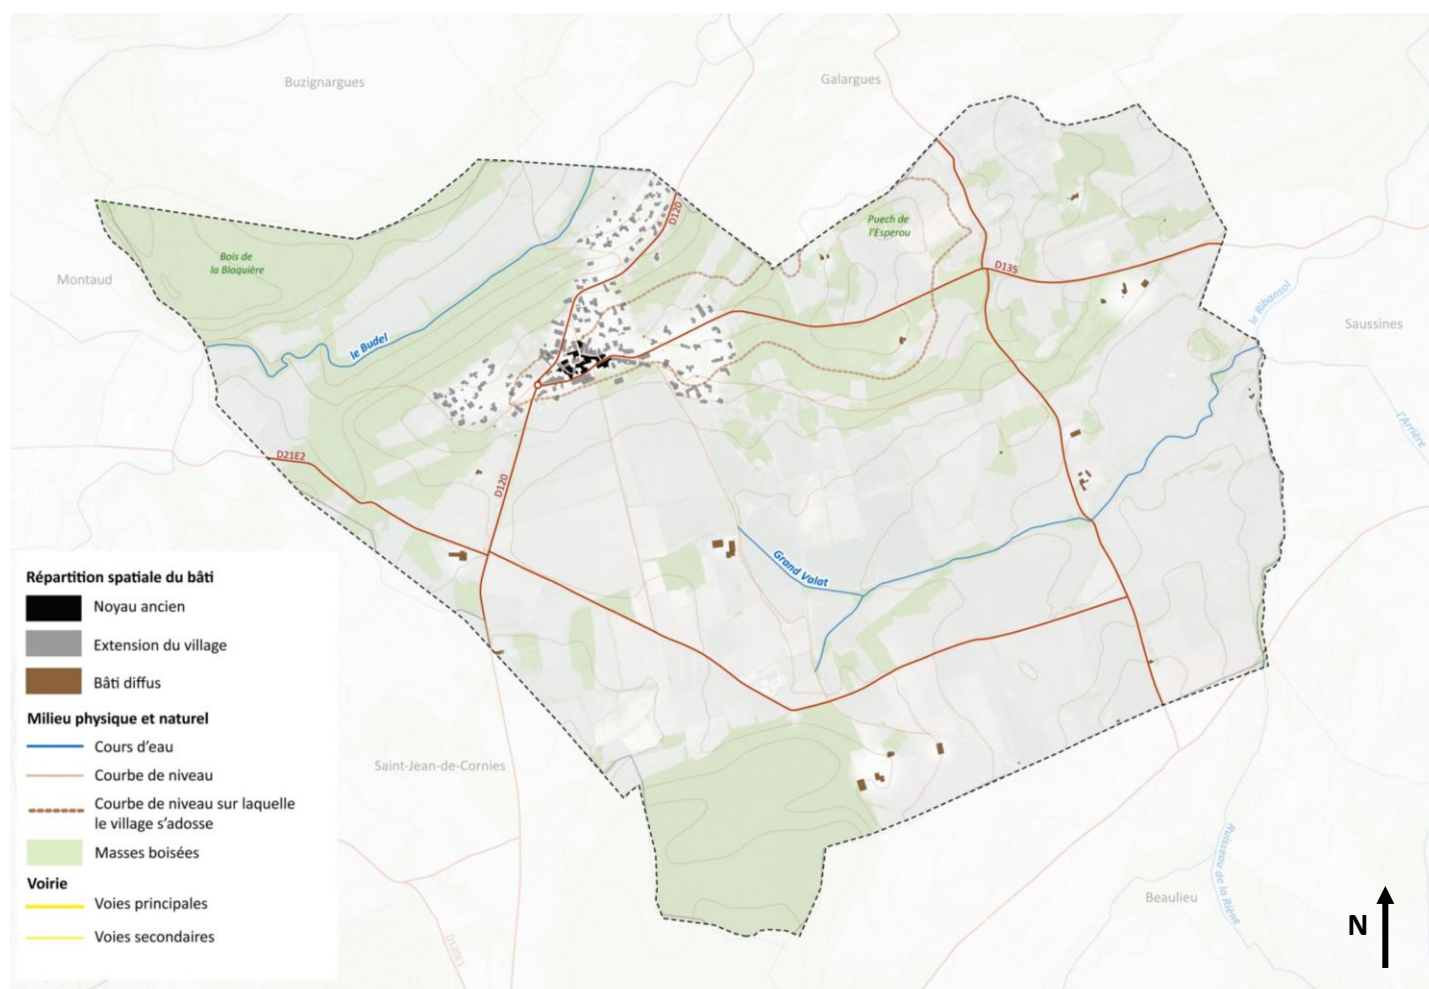 Buzignargues
Galargues
D120
Puech de
l'Esperou
Bois de
la Blaquière
Montaud
D135
le Ribansol
Saussines
le Budel
l'Arrière
D21E2
D120
Grand Valat
Répartition spatiale du bâti
Noyau ancien
Extension du village
Bâti diffus
Milieu physique et naturel
Cours d'eau
Courbe de niveau
Courbe de niveau sur laquelle
le village s'adosse
Masses boisées
Voirie
Voies principales
Voies secondaires
Saint-Jean-de-Cornies
Ruisseau de la Riène
Beaulieu
D120E1
N